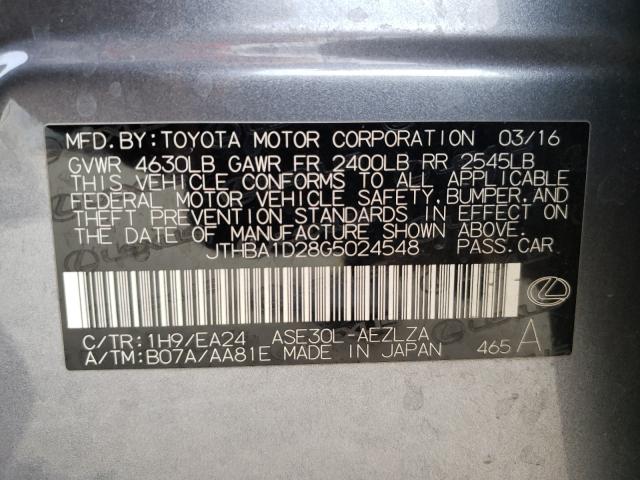 MFD.BY:TOYOTA MOTOR CORPORATION 03/16
GVWR 4630LB GAWR FR 2400LB RR 2545LB
THIS VEHICLE CONFORMS TO ALL APPLICABLE
FEDERAL MOTOR VEHICLE SAFETY,BUMPER,AND
THEFT PREVENTION STANDARDS IN EFFECT ON
THE DATE OF MANUFACTURE SHOWN ABOVE.
JTHBA1D28G5024548 PASS.CAR
C/TR:1H9/EA24 ASE30L-AEZLZA
A/TM:B07A/AA81E MADE IN JAPAN 465 A